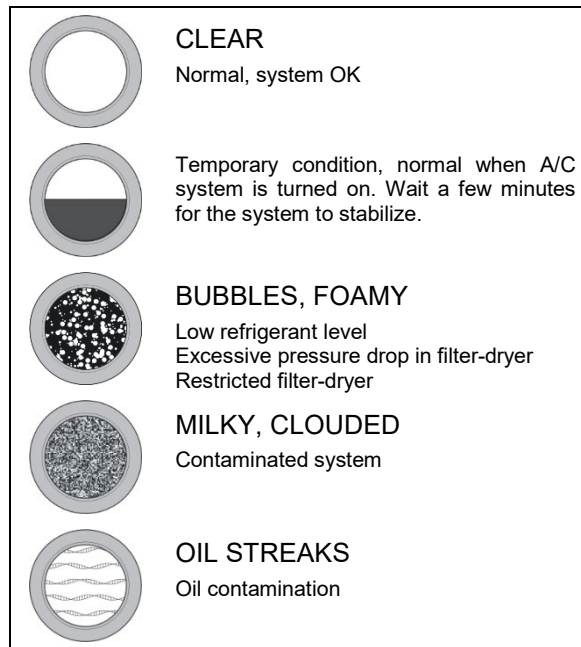 CLEAR
Normal, system OK
Temporary condition, normal when A/C
system is turned on. Wait a few minutes
for the system to stabilize.
BUBBLES, FOAMY
Low refrigerant level
Excessive pressure drop in filter-dryer
Restricted filter-dryer
MILKY, CLOUDED
Contaminated system
OIL STREAKS
Oil contamination